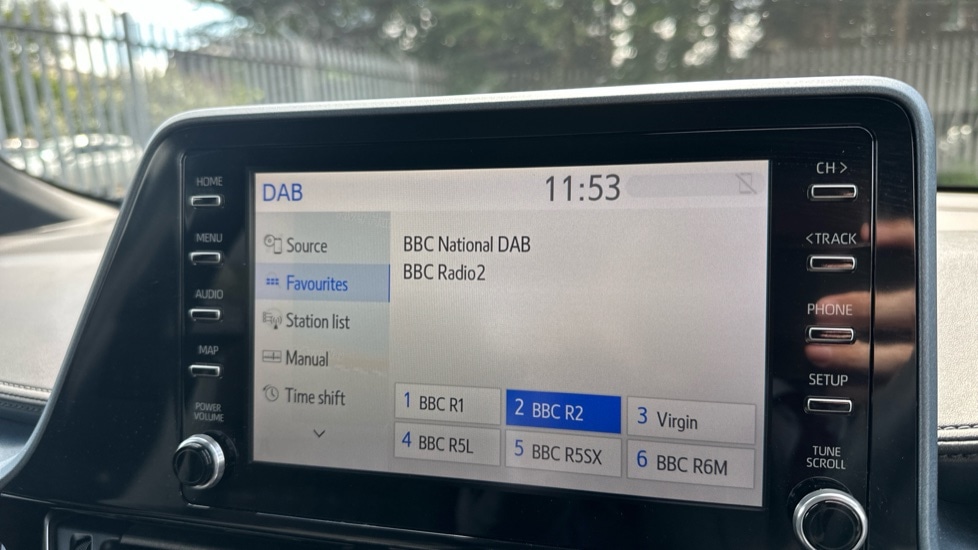 DAB
11:53
HOME
MENU
AUDIO
MAP
POWER
VOLUME
Source
Favourites
Station list
Manual
Time shift
BBC National DAB
BBC Radio2
1 BBC R1
2 BBC R2
3 Virgin
4 BBC R5L
5 BBC R5SX
6 BBC R6M
CH >
< TRACK
PHONE
SETUP
TUNE
SCROLL